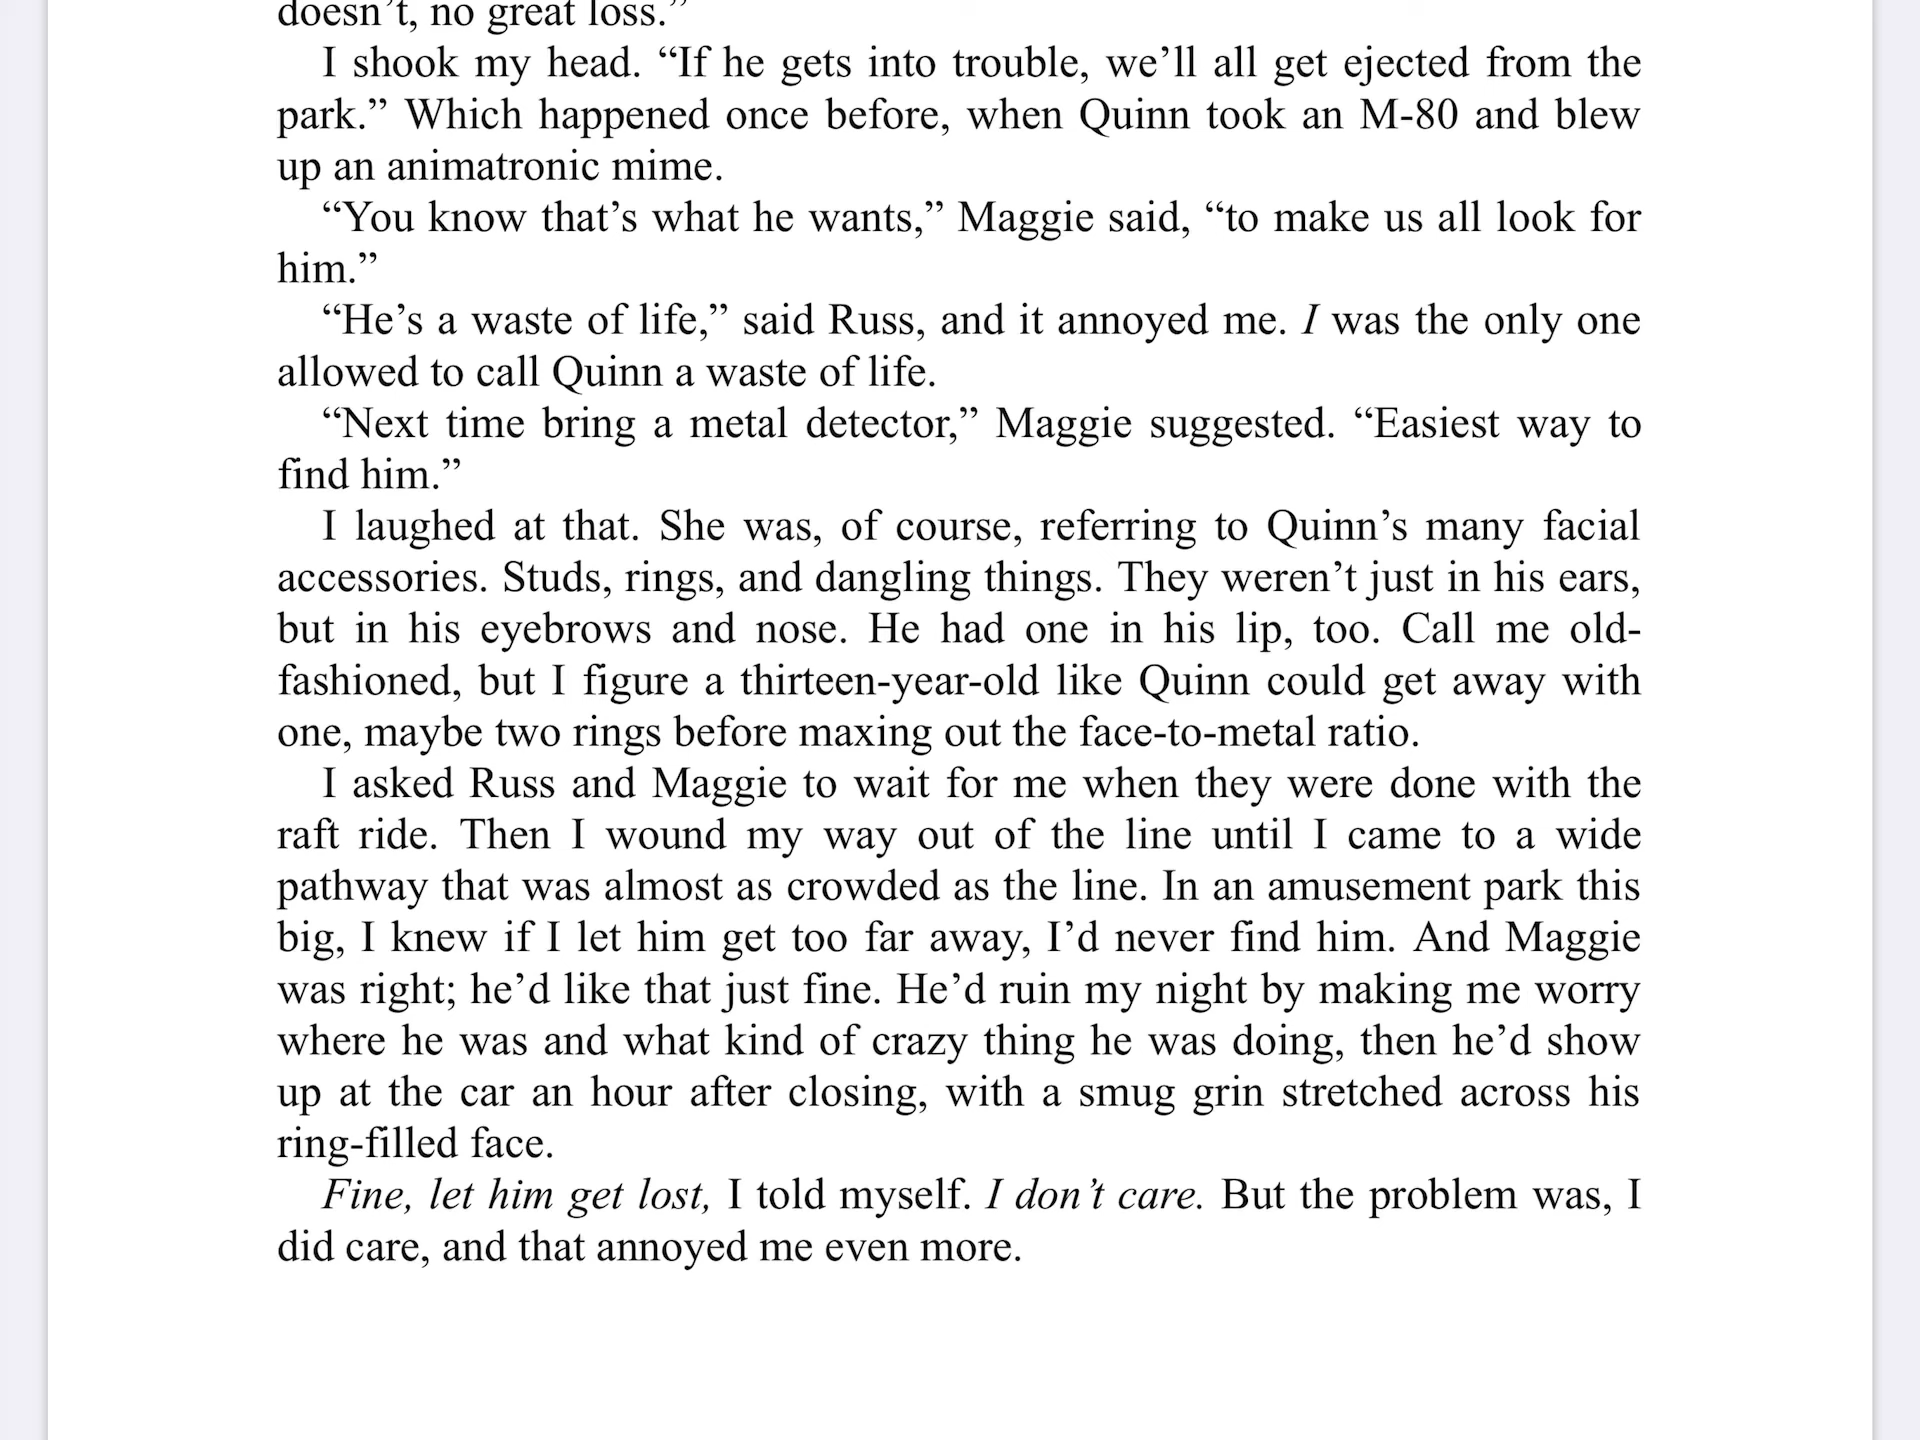 doesn’t, no great loss.”
I shook my head. “If he gets into trouble, we’ll all get ejected from the
park.” Which happened once before, when Quinn took an M-80 and blew
up an animatronic mime.
“You know that’s what he wants,” Maggie said, “to make us all look for
him.”
“He’s a waste of life,” said Russ, and it annoyed me. I was the only one
allowed to call Quinn a waste of life.
“Next time bring a metal detector,” Maggie suggested. “Easiest way to
find him.”
I laughed at that. She was, of course, referring to Quinn’s many facial
accessories. Studs, rings, and dangling things. They weren’t just in his ears,
but in his eyebrows and nose. He had one in his lip, too. Call me old-
fashioned, but I figure a thirteen-year-old like Quinn could get away with
one, maybe two rings before maxing out the face-to-metal ratio.
I asked Russ and Maggie to wait for me when they were done with the
raft ride. Then I wound my way out of the line until I came to a wide
pathway that was almost as crowded as the line. In an amusement park this
big, I knew if I let him get too far away, I’d never find him. And Maggie
was right; he’d like that just fine. He’d ruin my night by making me worry
where he was and what kind of crazy thing he was doing, then he’d show
up at the car an hour after closing, with a smug grin stretched across his
ring-filled face.
Fine, let him get lost, I told myself. I don’t care. But the problem was, I
did care, and that annoyed me even more.